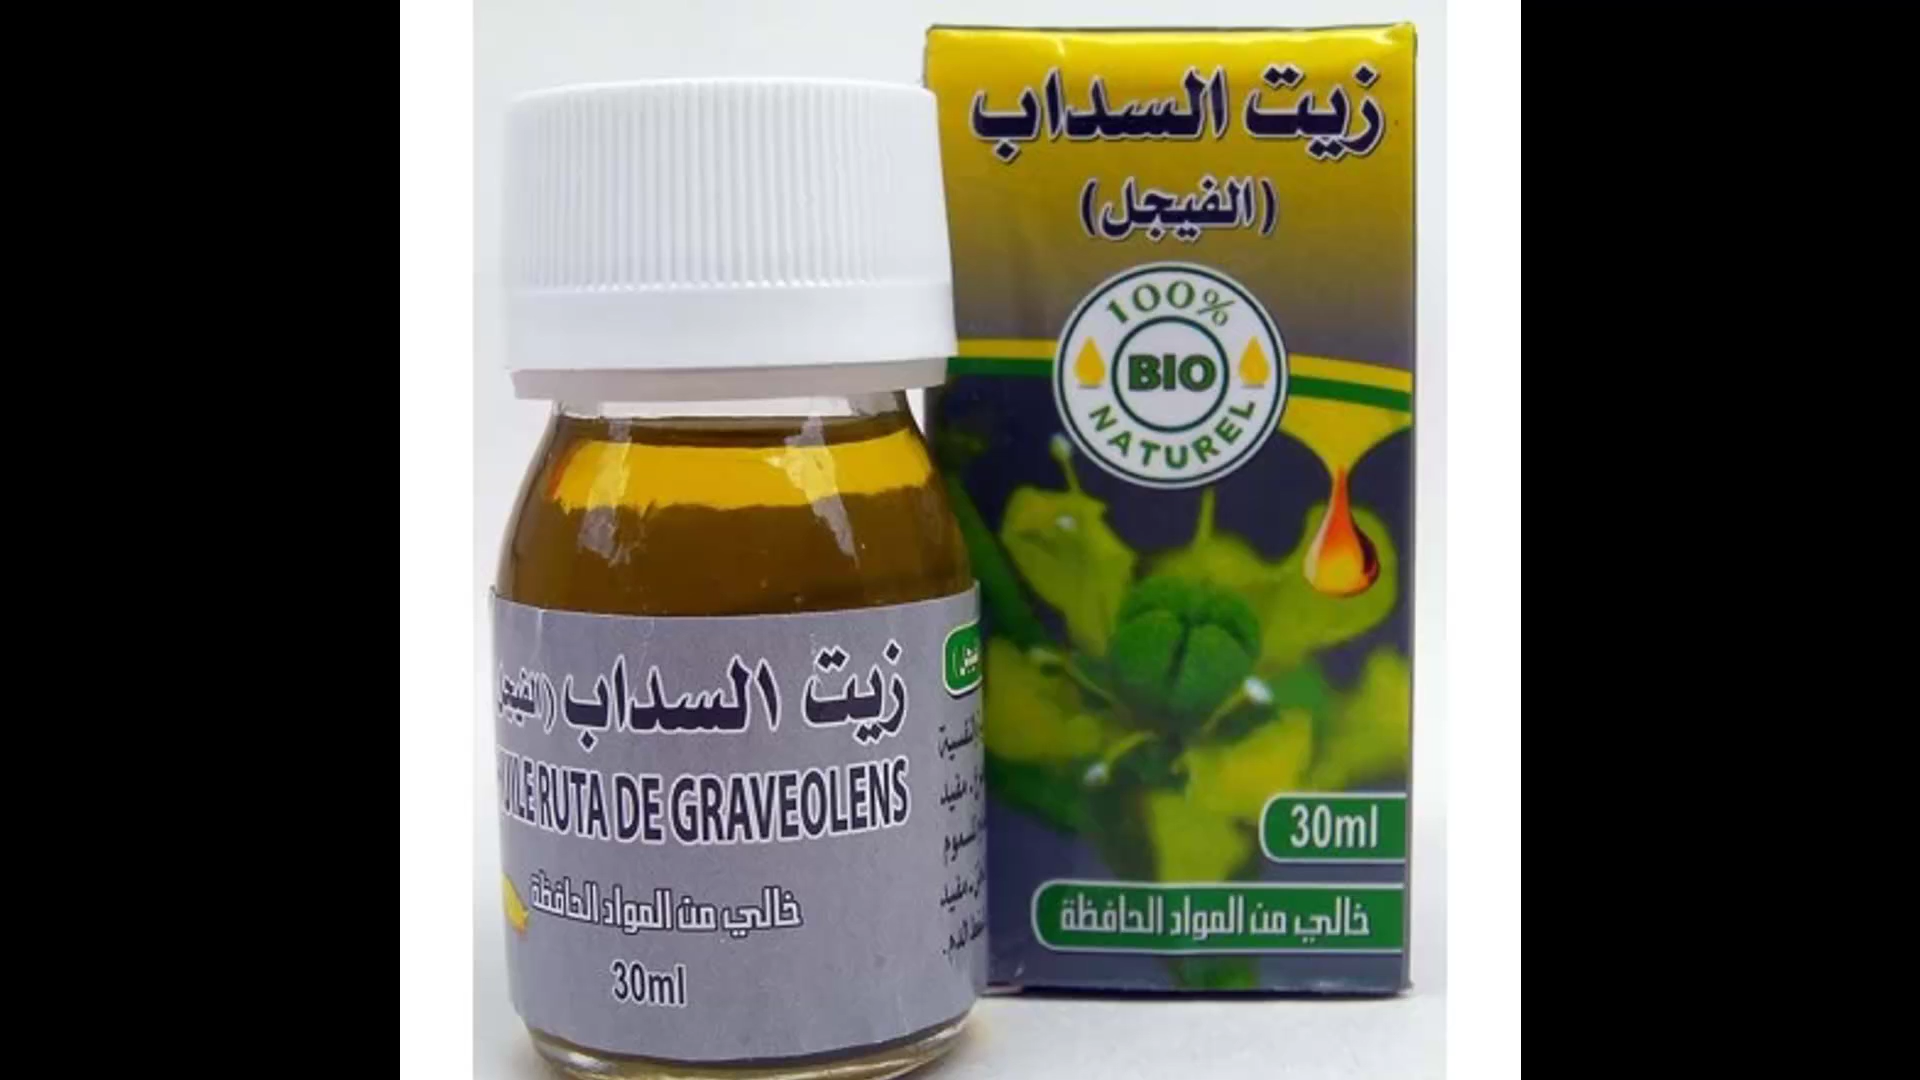 زيت السداب
(الفيجل)
100%
BIO
NATUREL
30ml
خالي من المواد الحافظة
زيت السداب (الفيجل
RUTA DE GRAVEOLENS
خالي من المواد الحافظة
30ml